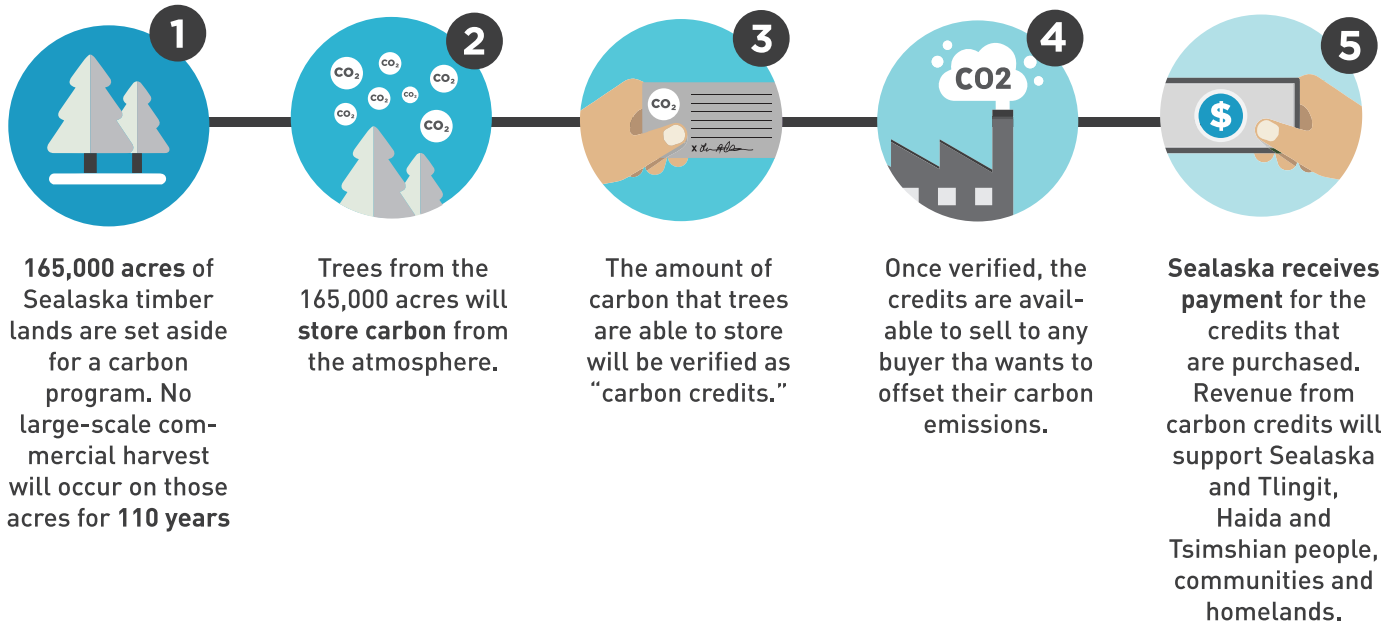 1
CO₂
CO₂
CO₂
CO₂
CO₂
CO₂
CO₂
2
CO₂
x
3
CO2
4
$
5
165,000 acres of
Sealaska timber
lands are set aside
for a carbon
program. No
large-scale com-
mercial harvest
will occur on those
acres for 110 years
Trees from the
165,000 acres will
store carbon from
the atmosphere.
The amount of
carbon that trees
are able to store
will be verified as
“carbon credits.”
Once verified, the
credits are avail-
able to sell to any
buyer tha wants to
offset their carbon
emissions.
Sealaska receives
payment for the
credits that
are purchased.
Revenue from
carbon credits will
support Sealaska
and Tlingit,
Haida and
Tsimshian people,
communities and
homelands.